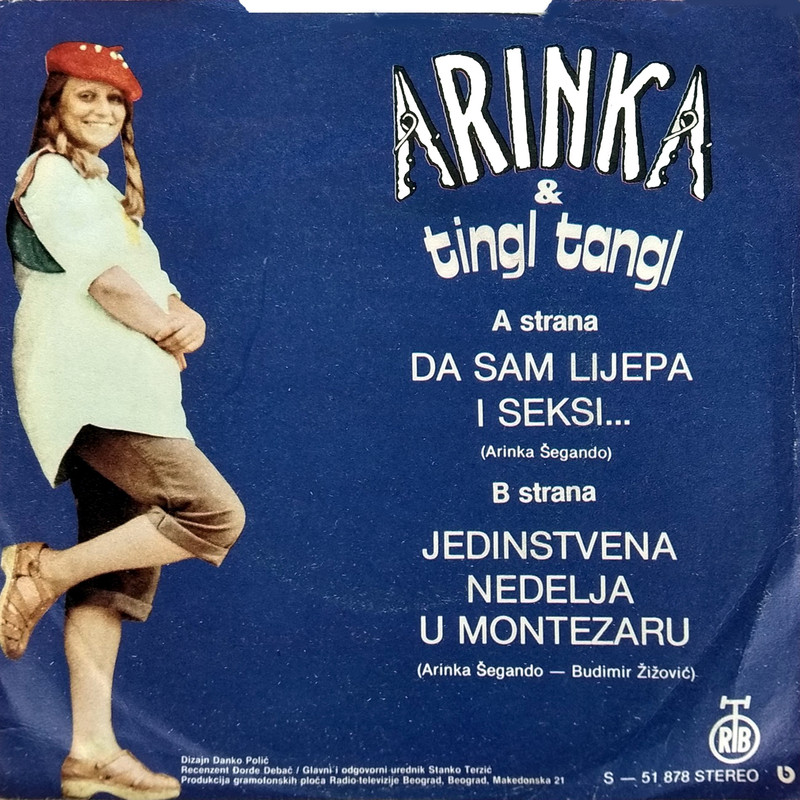 ARINKA
&
tingl tangl
A strana
DA SAM LIJEPA
I SEKSI...
(Arinka Šegando)
B strana
JEDINSTVENA
NEDELJA
U MONTEZARU
(Arinka Šegando — Budimir Žižović)
RTB
Dizajn Danko Polić
Recenzent Đorđe Debač / Glavni i odgovorni urednik Stanko Terzić
Produkcija gramofonskih ploča Radio-televizije Beograd, Beograd, Makedonska 21
S — 51 878 STEREO